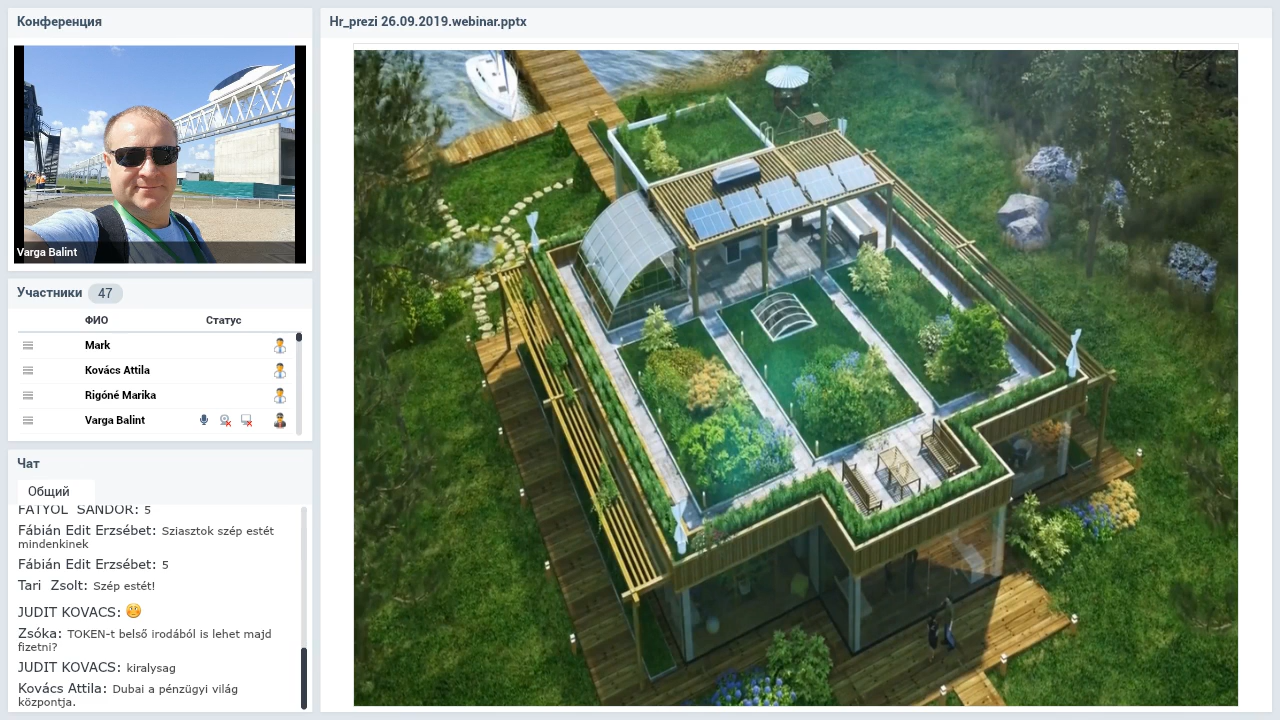 Конференция
Varga Balint
Участники 47
ФИО Статус
Mark
Kovács Attila
Rigóné Marika
Varga Balint
Чат
Общий
FATYOL SANDOR: 5
Fábián Edit Erzsébet: Sziasztok szép estét
mindenkinek
Fábián Edit Erzsébet: 5
Tari Zsolt: Szép estét!
JUDIT KOVACS:
Zsóka: TOKEN-t belső irodából is lehet majd
fizetni?
JUDIT KOVACS: kiralysag
Kovács Attila: Dubai a pénzügyi világ
központja.
Hr_prezi 26.09.2019.webinar.pptx